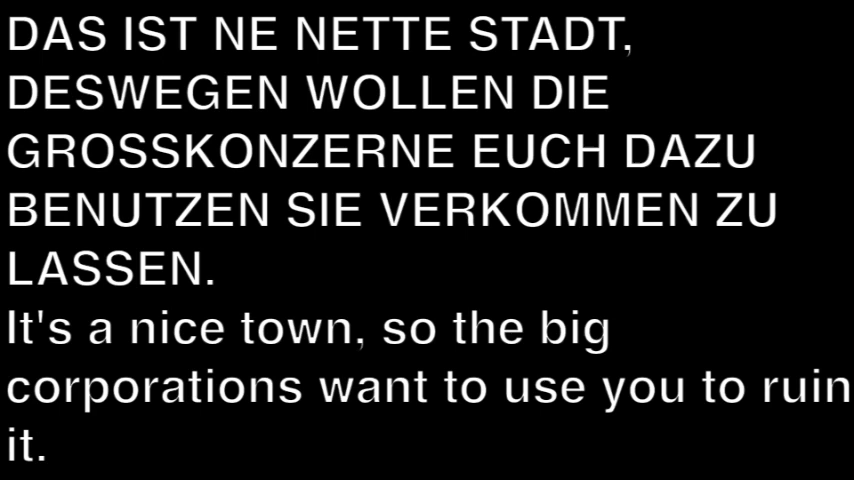 DAS IST NE NETTE STADT,
DESWEGEN WOLLEN DIE
GROSSKONZERNE EUCH DAZU
BENUTZEN SIE VERKOMMEN ZU
LASSEN.
It's a nice town, so the big
corporations want to use you to ruin
it.